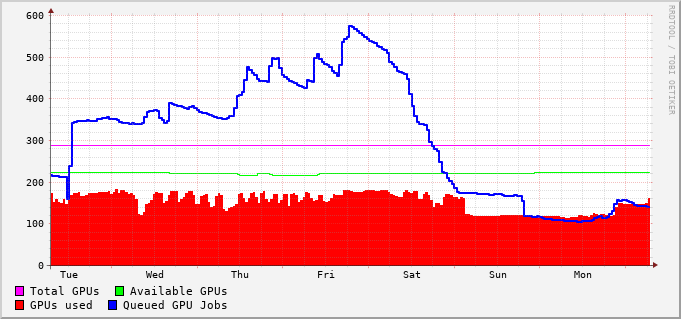 600
500
400
300
200
100
0
Tue Wed Thu Fri Sat Sun Mon
Total GPUs Available GPUs
GPUs used Queued GPU Jobs
RRDTOOL / TOBI OETIKER